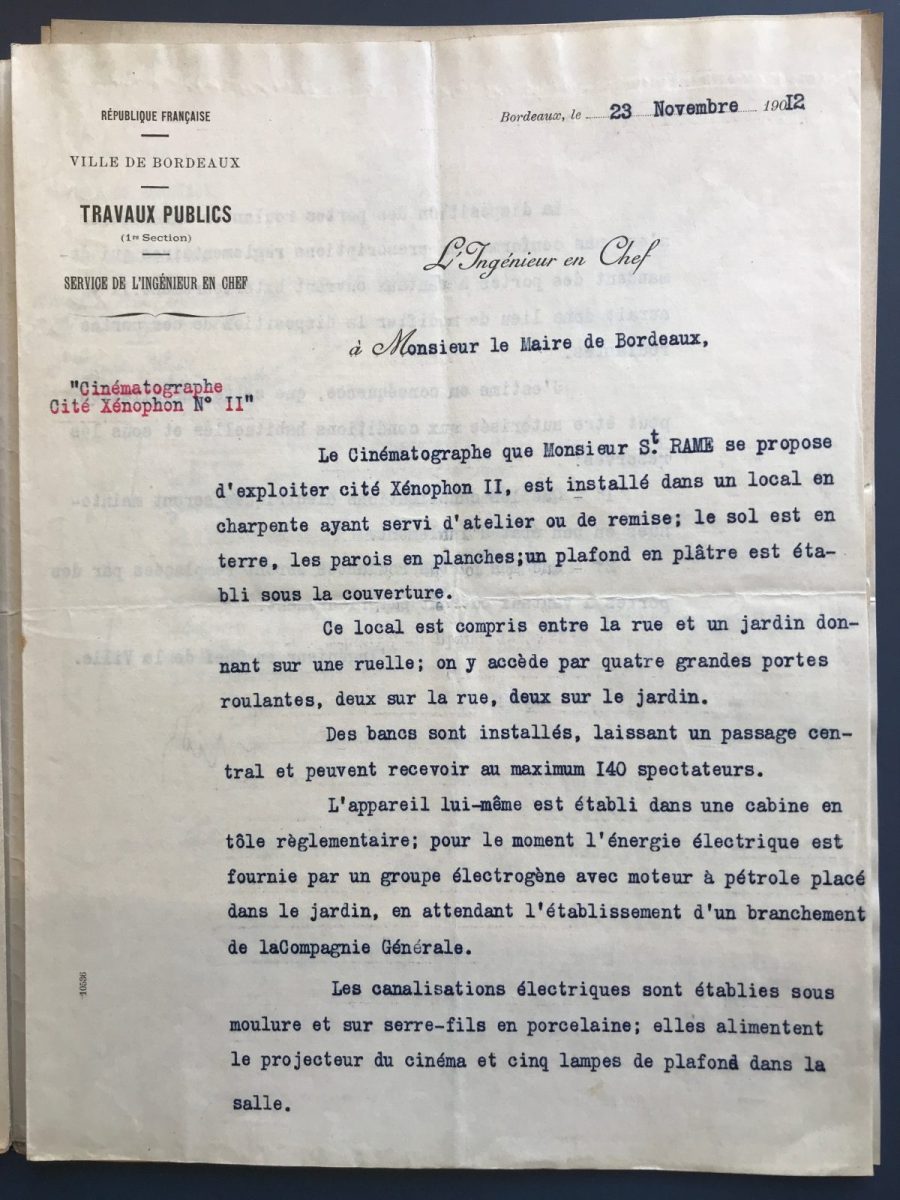 RÉPUBLIQUE FRANÇAISE
VILLE DE BORDEAUX
TRAVAUX PUBLICS
(1re Section)
SERVICE DE L'INGÉNIEUR EN CHEF
Bordeaux, le 23 Novembre 190I2
L'Ingénieur en Chef
à Monsieur le Maire de Bordeaux,
"Cinématographe
Cité Xénophon N° II"
Le Cinématographe que Monsieur St. RAME se propose
d'exploiter cité Xénophon II, est installé dans un local en
charpente ayant servi d'atelier ou de remise; le sol est en
terre, les parois en planches;un plafond en plâtre est éta-
bli sous la couverture.
Ce local est compris entre la rue et un jardin don-
nant sur une ruelle; on y accède par quatre grandes portes
roulantes, deux sur la rue, deux sur le jardin.
Des bancs sont installés, laissant un passage cen-
tral et peuvent recevoir au maximum I40 spectateurs.
L'appareil lui-même est établi dans une cabine en
tôle règlementaire; pour le moment l'énergie électrique est
fournie par un groupe électrogène avec moteur à pétrole placé
dans le jardin, en attendant l'établissement d'un branchement
de laCompagnie Générale.
Les canalisations électriques sont établies sous
moulure et sur serre-fils en porcelaine; elles alimentent
le projecteur du cinéma et cinq lampes de plafond dans la
salle.
10536